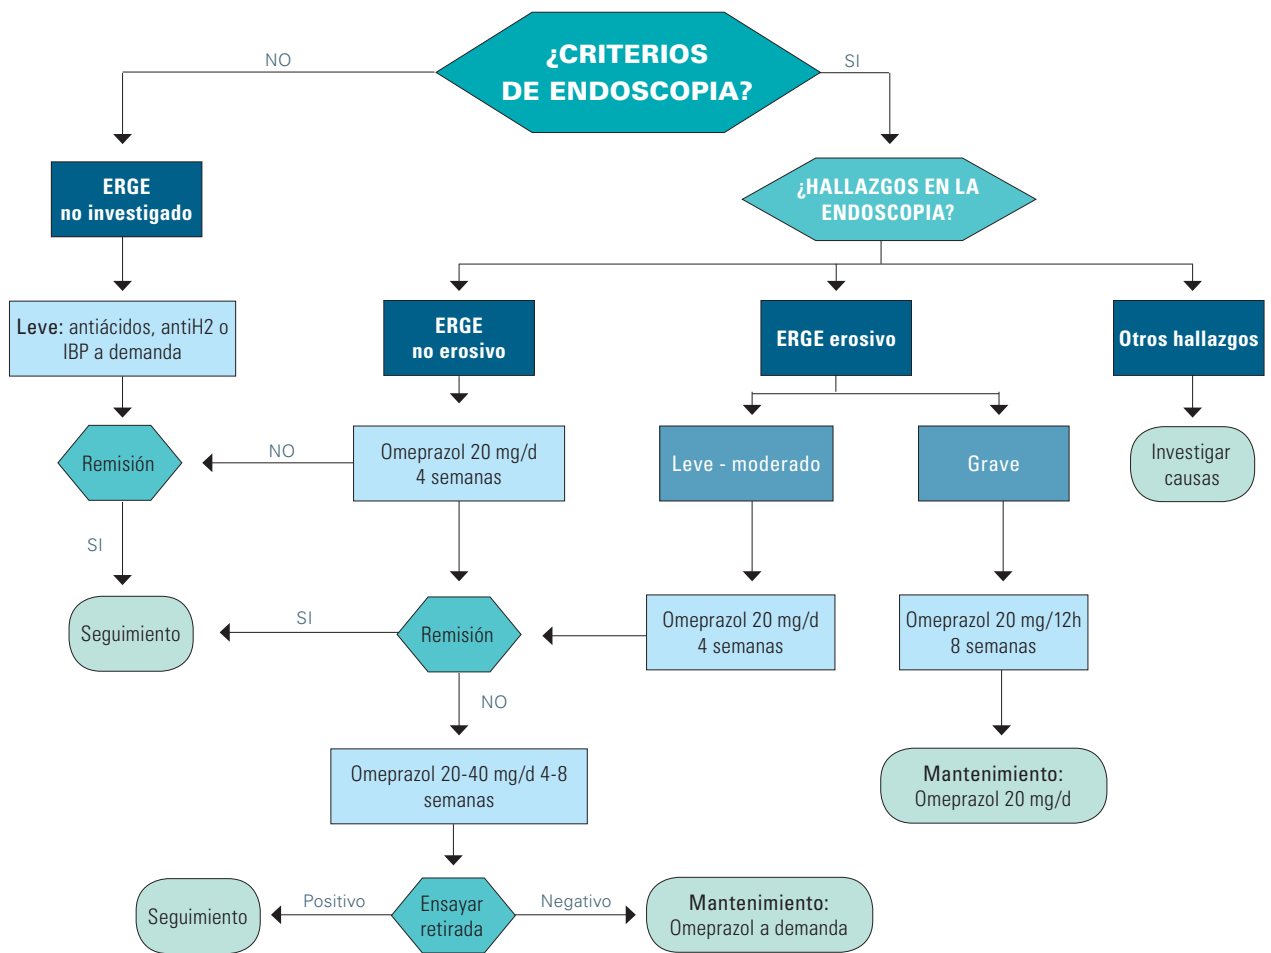 ¿CRITERIOS
DE ENDOSCOPIA?
NO
SI
ERGE
no investigado
¿HALLAZGOS EN LA
ENDOSCOPIA?
Leve: antiácidos, antiH2 o
IBP a demanda
ERGE
no erosivo
ERGE erosivo
Otros hallazgos
Remisión
NO
Omeprazol 20 mg/d
4 semanas
Leve - moderado
Grave
Investigar
causas
SI
Seguimiento
SI
Remisión
Omeprazol 20 mg/d
4 semanas
Omeprazol 20 mg/12h
8 semanas
NO
Omeprazol 20-40 mg/d 4-8
semanas
Mantenimiento:
Omeprazol 20 mg/d
Seguimiento
Positivo
Ensayar
retirada
Negativo
Mantenimiento:
Omeprazol a demanda